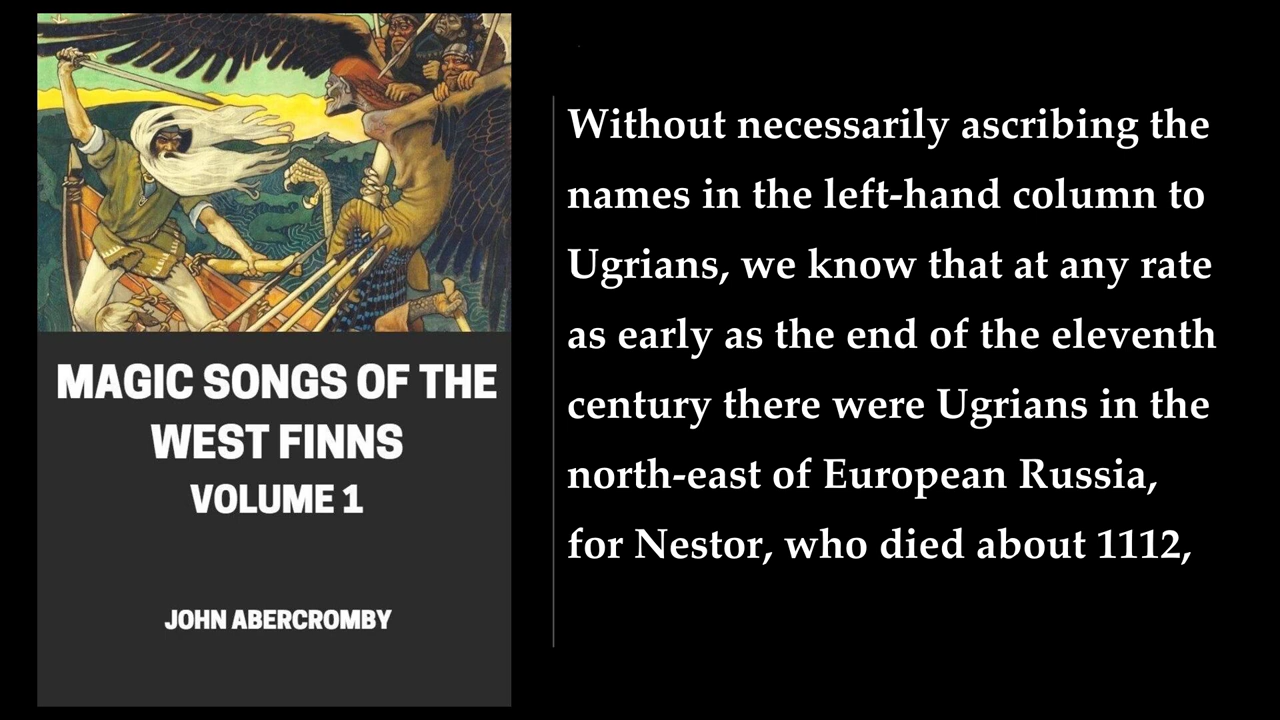 MAGIC SONGS OF THE
WEST FINNS
VOLUME 1
JOHN ABERCROMBY
Without necessarily ascribing the
names in the left-hand column to
Ugrians, we know that at any rate
as early as the end of the eleventh
century there were Ugrians in the
north-east of European Russia,
for Nestor, who died about 1112,